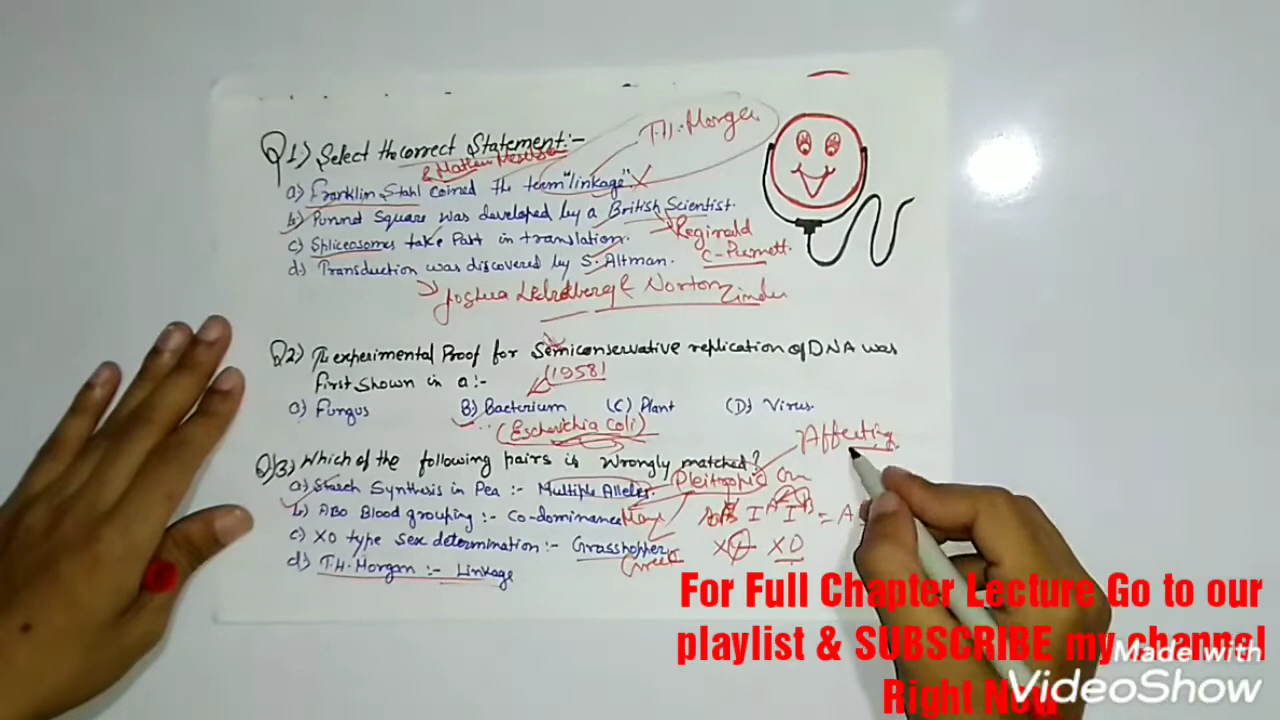 T.H. Morgan
Q1) Select the correct Statement:-
a) Franklin Stahl coined the term "linkage". X
b) Punnet Square was developed by a British Scientist.
→ Reginald
C-Punnett.
c) Spliceosomes take Part in translation.
d) Transduction was discovered by S. Altman.
Joshua Norton Zinder
Q2) The experimental Proof for Semiconservative replication of DNA was
(1958)
first shown in a:-
a) Fungus B) Bacterium (C) Plant (D) Virus.
(Escherichia Coli)
Affecting
Q3) Which of the following pairs is wrongly matched?
Pleitropic on
a) Starch Synthesis in Pea :- Multiple Alleles.
b) ABO Blood grouping :- Co-dominance
c) XO type sex determination :- Grasshopper
XO
d) T.H. Morgan :- Linkage
For Full Chapter Lecture Go to our
playlist & SUBSCRIBE my channel
Right Now
Made with
VideoShow